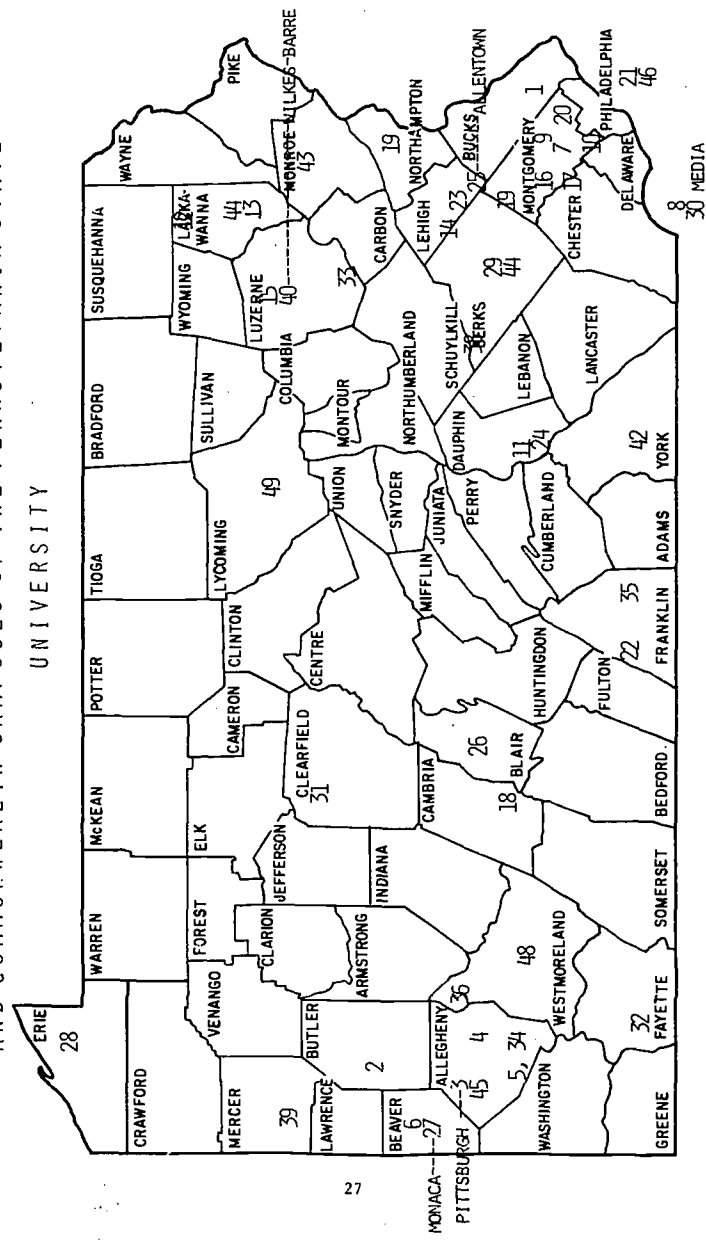 UNIVERSITY
ERIE
28
CRAWFORD
WARREN
McKEAN
POTTER
TIOGA
BRADFORD
SUSQUEHANNA
WAYNE
PIKE
VENANGO
FOREST
ELK
CAMERON
CLINTON
LYCOMING
49
SULLIVAN
WYOMING
LACKA-
WANNA
44
13
MERCER
39
CLARION
JEFFERSON
CLEARFIELD
31
CENTRE
UNION
MONTOUR
COLUMBIA
LUZERNE
15
40
MONROE
43
WILKES-BARRE
LAWRENCE
BUTLER
2
ARMSTRONG
INDIANA
CAMBRIA
18
BLAIR
26
HUNTINGDON
MIFFLIN
SNYDER
JUNIATA
PERRY
NORTHUMBERLAND
SCHUYLKILL
33
CARBON
NORTHAMPTON
19
LEHIGH
14
23
25
ALLENTOWN
BEAVER
6
MONACA----27
PITTSBURGH ---3
45
ALLEGHENY
4
5, 34
36
WESTMORELAND
48
DAUPHIN
11
24
LEBANON
BERKS
29
44
BUCKS
1
MONTGOMERY
19
16
9
7
20
10
17
CHESTER
DELAWARE
PHILADELPHIA
21
46
8
30 MEDIA
WASHINGTON
GREENE
FAYETTE
32
SOMERSET
BEDFORD
FULTON
22
FRANKLIN
35
CUMBERLAND
ADAMS
YORK
42
LANCASTER
27